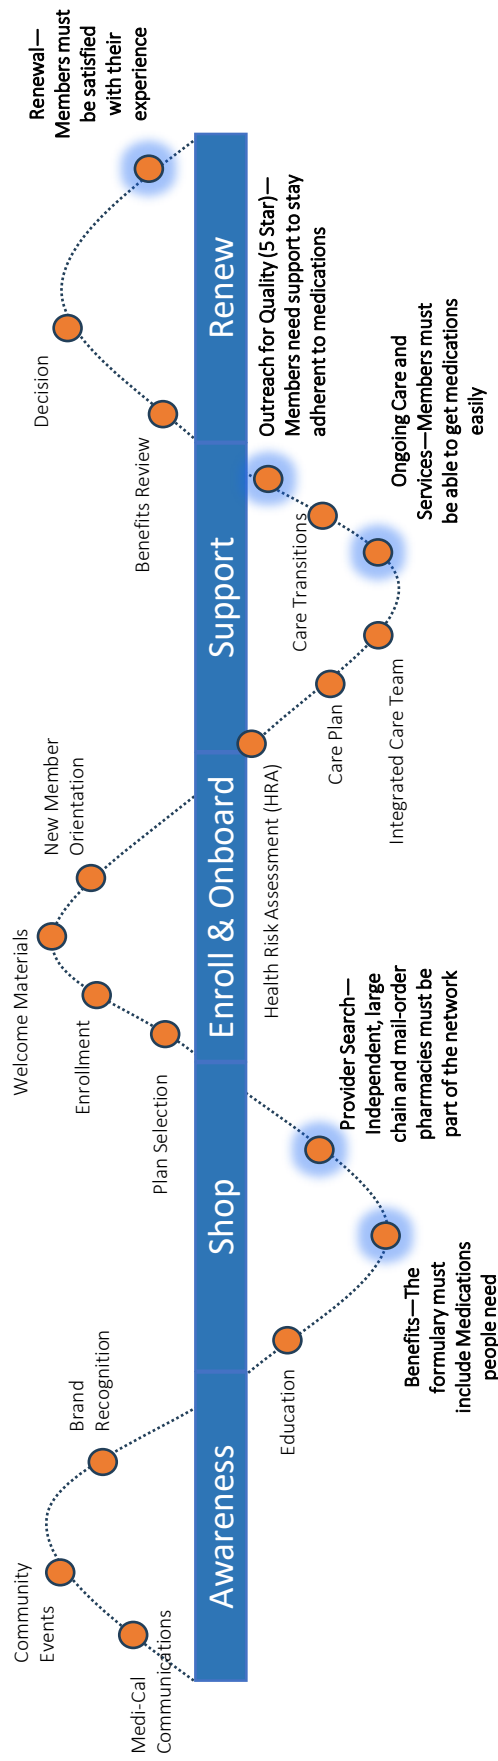 Medi-Cal
Communications
Community
Events
Brand
Recognition
Awareness
Education
Benefits—The
formulary must
include Medications
people need
Shop
Provider Search—
Independent, large
chain and mail-order
pharmacies must be
part of the network
Plan Selection
Enrollment
Welcome Materials
New Member
Orientation
Enroll & Onboard
Health Risk Assessment (HRA)
Care Plan
Integrated Care Team
Support
Ongoing Care and
Services—Members must
be able to get medications
easily
Care Transitions
Outreach for Quality (5 Star)—
Members need support to stay
adherent to medications
Benefits Review
Decision
Renew
Renewal—
Members must
be satisfied
with their
experience